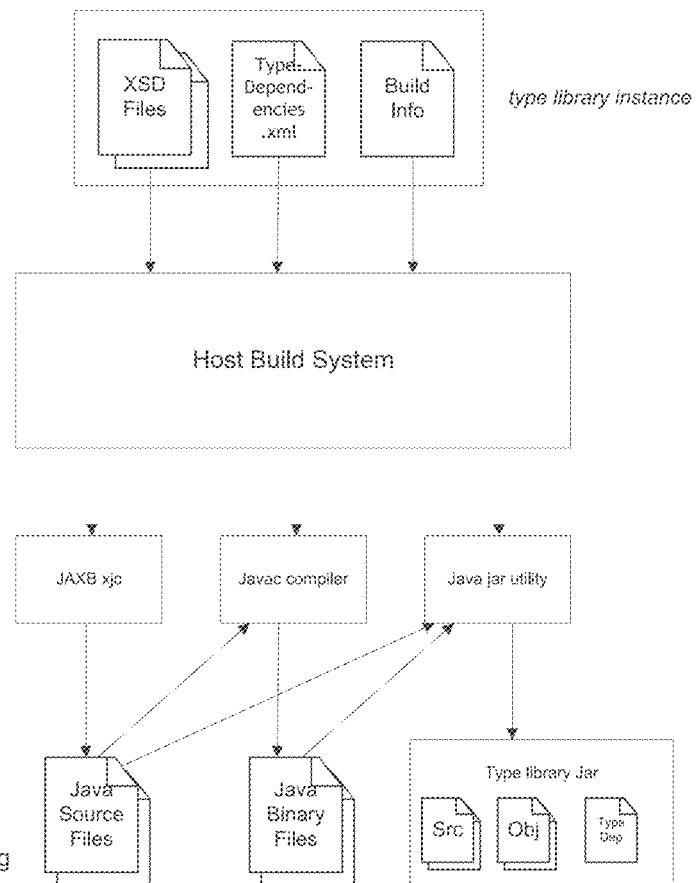 XSD
Files
Type-
Depend-
encies
.xml
Build
Info
type library instance
Host Build System
JAXB xjc
Javac compiler
Java jar utility
Java
Source
Files
Java
Binary
Files
Type library Jar
Src
Obj
Type
Dep
g